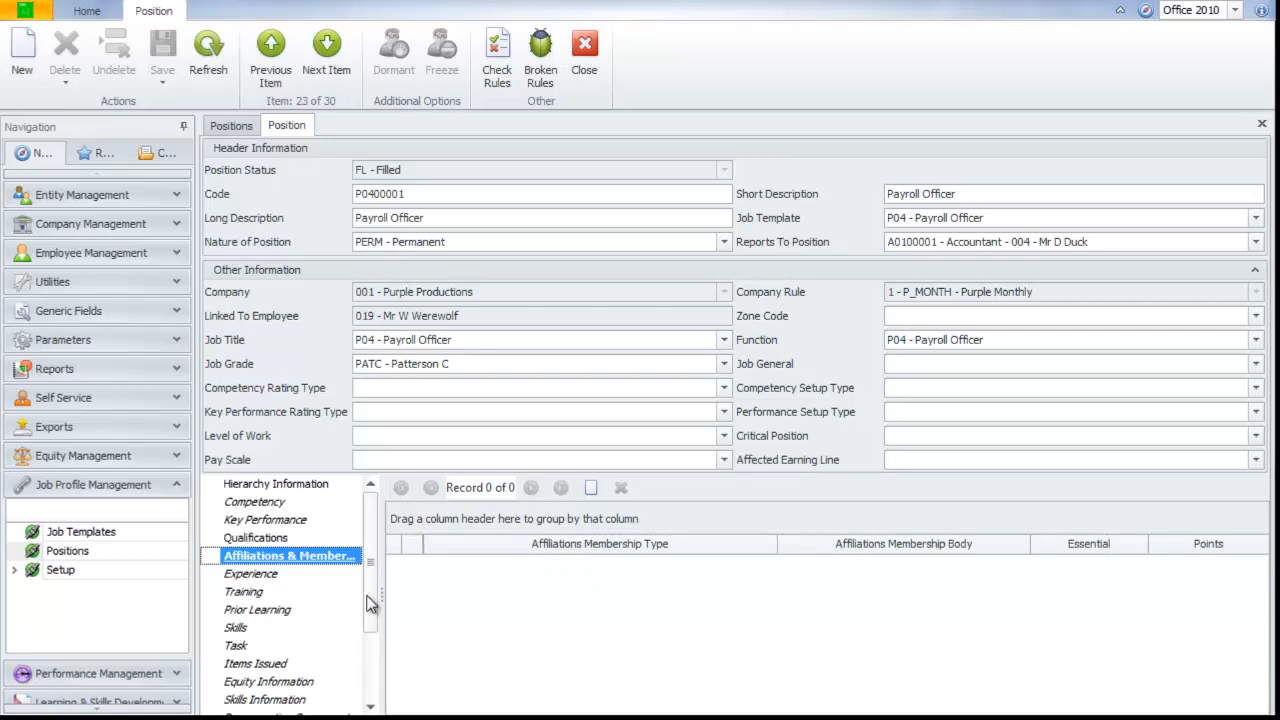 Home Position Office 2010
New Delete Undelete Save Refresh Previous Item Next Item Dormant Freeze Check Rules Broken Rules Close
Actions Item: 23 of 30 Additional Options Other
Navigation
N... R... C...
Entity Management
Company Management
Employee Management
Utilities
Generic Fields
Parameters
Reports
Self Service
Exports
Equity Management
Job Profile Management
Job Templates
Positions
Setup
Performance Management
Learning & Skills Developm
Positions Position
Header Information
Position Status FL - Filled
Code P0400001 Short Description Payroll Officer
Long Description Payroll Officer Job Template P04 - Payroll Officer
Nature of Position PERM - Permanent Reports To Position A0100001 - Accountant - 004 - Mr D Duck
Other Information
Company 001 - Purple Productions Company Rule 1 - P_MONTH - Purple Monthly
Linked To Employee 019 - Mr W Werewolf Zone Code
Job Title P04 - Payroll Officer Function P04 - Payroll Officer
Job Grade PATC - Patterson C Job General
Competency Rating Type Competency Setup Type
Key Performance Rating Type Performance Setup Type
Level of Work Critical Position
Pay Scale Affected Earning Line
Hierarchy Information
Competency
Key Performance
Qualifications
Affiliations & Member...
Experience
Training
Prior Learning
Skills
Task
Items Issued
Equity Information
Skills Information
Record 0 of 0
Drag a column header here to group by that column
Affiliations Membership Type Affiliations Membership Body Essential Points